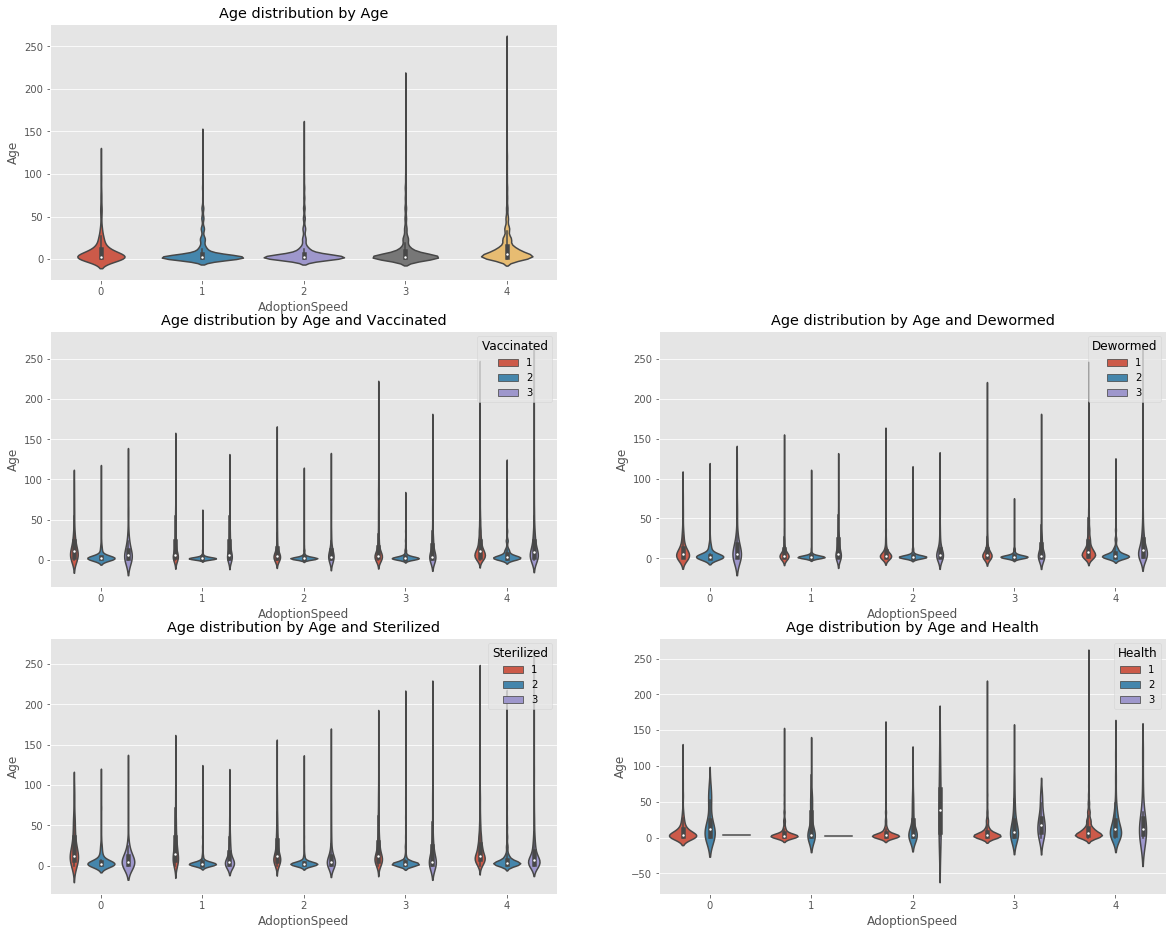 Age distribution by Age
Age
250
200
150
100
50
0
0 1 2 3 4
AdoptionSpeed
Age distribution by Age and Vaccinated
Age
250
200
150
100
50
0
Vaccinated
1
2
3
0 1 2 3 4
AdoptionSpeed
Age distribution by Age and Dewormed
Age
250
200
150
100
50
0
Dewormed
1
2
3
0 1 2 3 4
AdoptionSpeed
Age distribution by Age and Sterilized
Age
250
200
150
100
50
0
Sterilized
1
2
3
0 1 2 3 4
AdoptionSpeed
Age distribution by Age and Health
Age
250
200
150
100
50
0
−50
Health
1
2
3
0 1 2 3 4
AdoptionSpeed